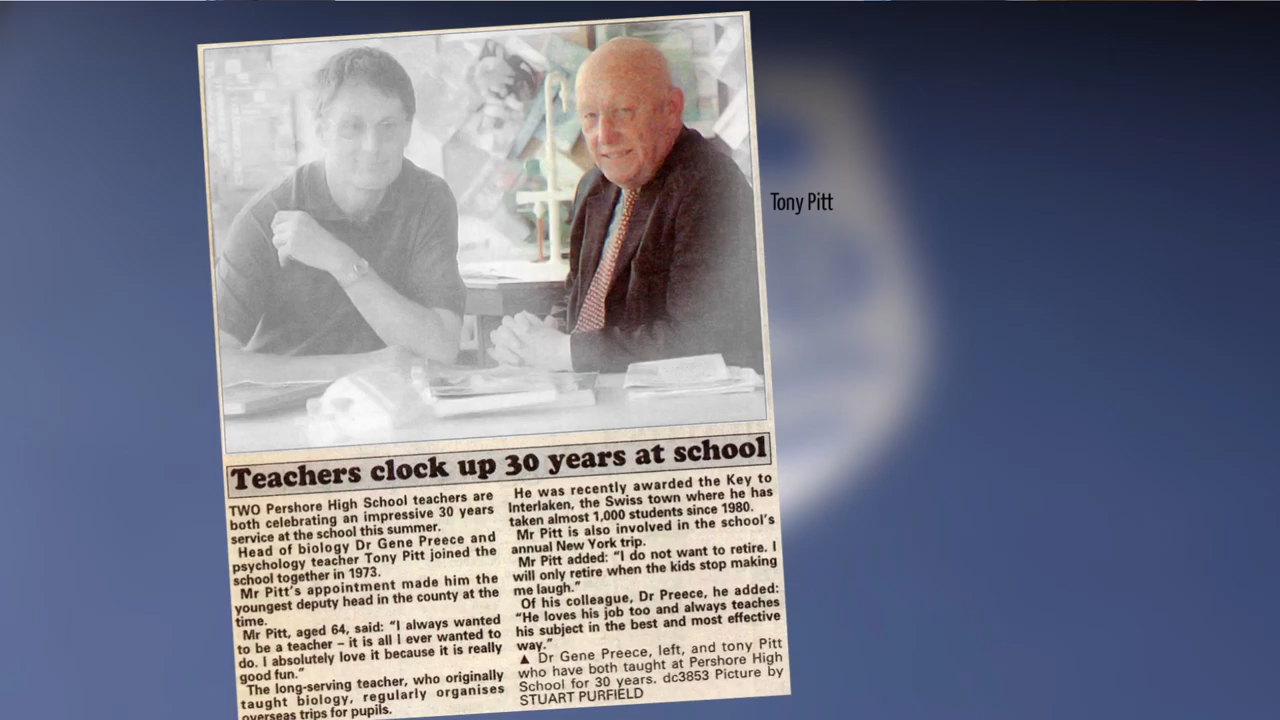 Tony Pitt
Teachers clock up 30 years at school
TWO Pershore High School teachers are
both celebrating an impressive 30 years
service at the school this summer.
Head of biology Dr Gene Preece and
psychology teacher Tony Pitt joined the
school together in 1973.
Mr Pitt's appointment made him the
youngest deputy head in the county at the
time.
Mr Pitt, aged 64, said: “I always wanted
to be a teacher – it is all I ever wanted to
do. I absolutely love it because it is really
good fun.”
The long-serving teacher, who originally
taught biology, regularly organises
overseas trips for pupils.
He was recently awarded the Key to
Interlaken, the Swiss town where he has
taken almost 1,000 students since 1980.
Mr Pitt is also involved in the school's
annual New York trip.
Mr Pitt added: “I do not want to retire. I
will only retire when the kids stop making
me laugh.”
Of his colleague, Dr Preece, he added:
“He loves his job too and always teaches
his subject in the best and most effective
way.”
▲ Dr Gene Preece, left, and tony Pitt
who have both taught at Pershore High
School for 30 years. dc3853 Picture by
STUART PURFIELD